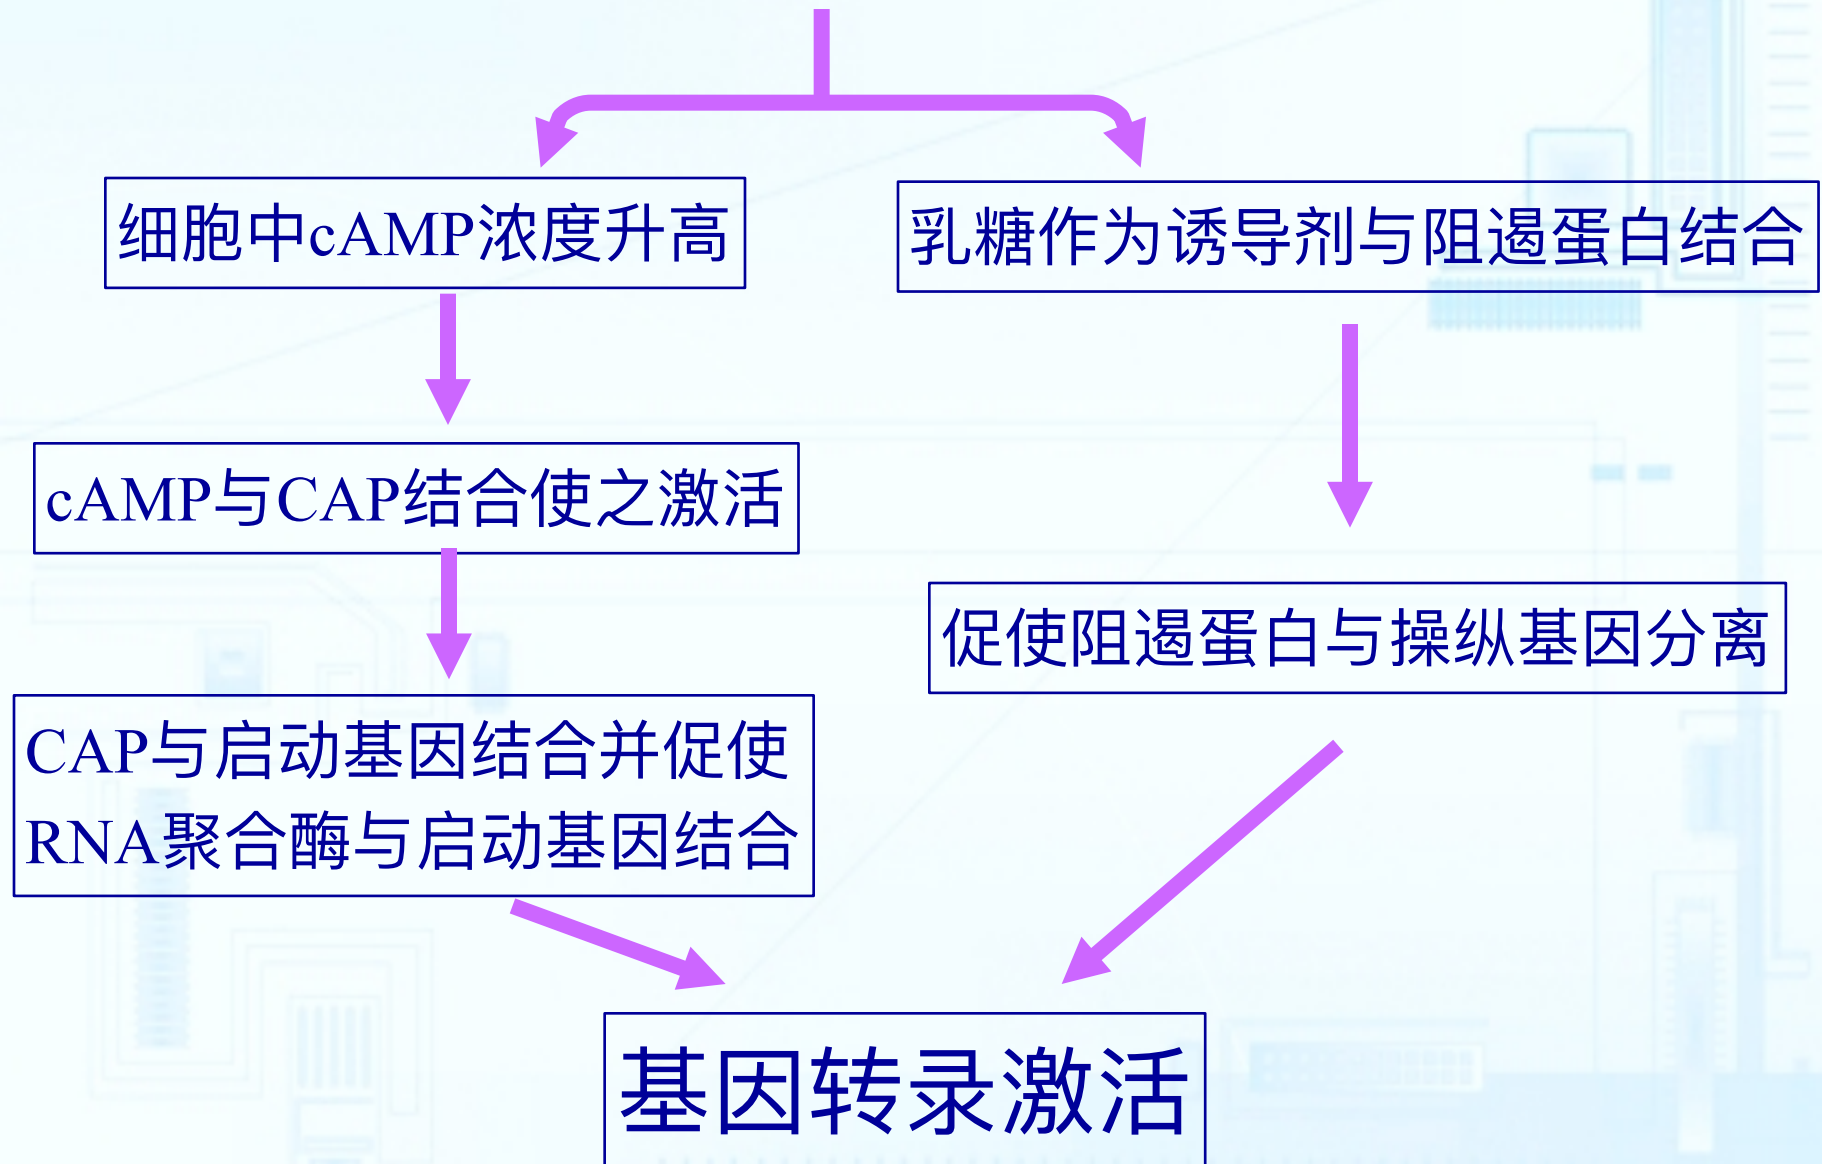 细胞中cAMP浓度升高
乳糖作为诱导剂与阻遏蛋白结合
cAMP与CAP结合使之激活
促使阻遏蛋白与操纵基因分离
CAP与启动基因结合并促使
RNA聚合酶与启动基因结合
基因转录激活